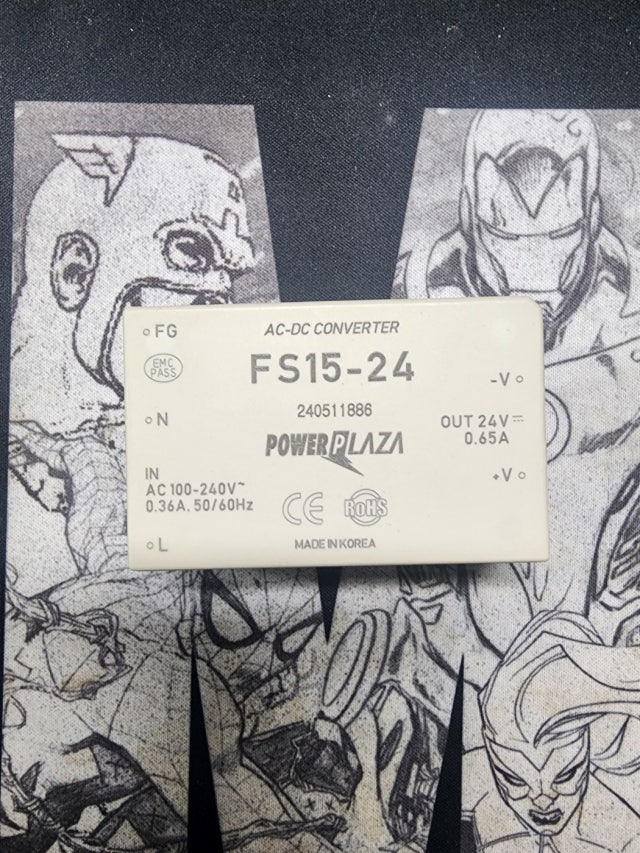 FG
AC-DC CONVERTER
EMC
PASS
FS15-24
-V
N
240511886
OUT 24V⎓
0.65A
POWERPLAZA
IN
AC 100-240V~
0.36A, 50/60Hz
+V
CE
RoHS
L
MADE IN KOREA